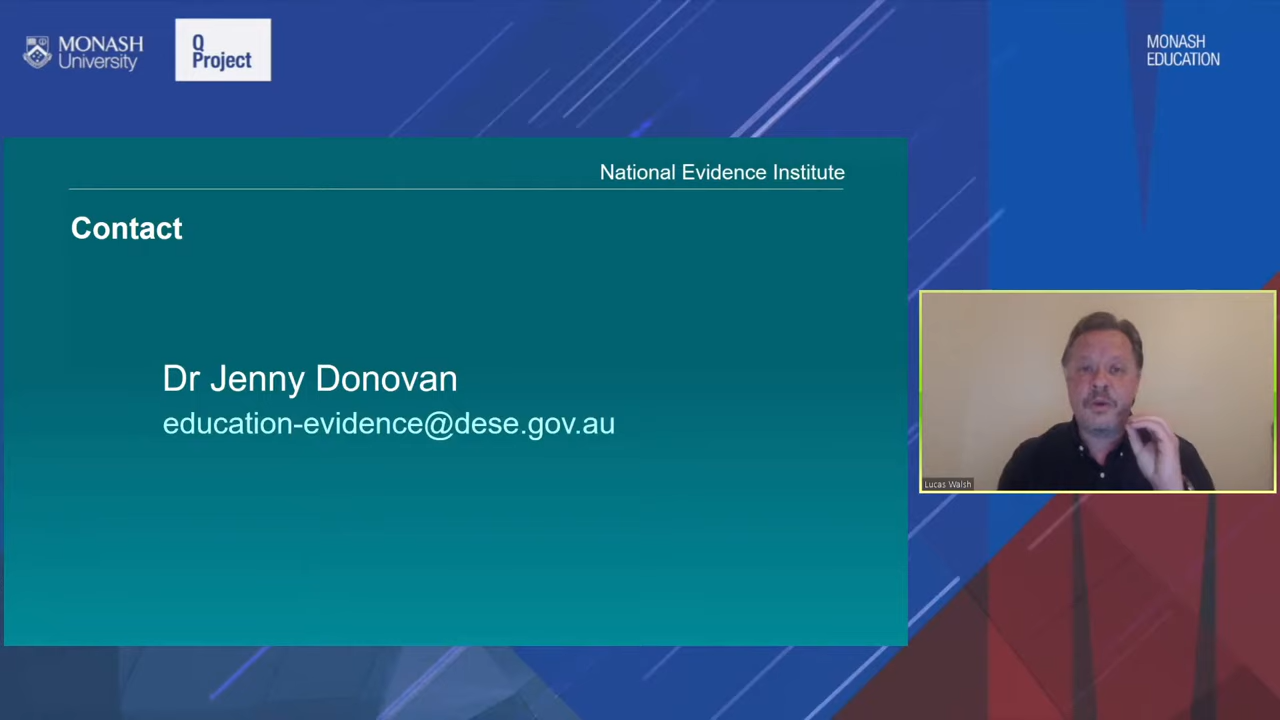 MONASH
University
Q
Project
MONASH
EDUCATION
National Evidence Institute
Contact
Dr Jenny Donovan
education-evidence@dese.gov.au
Lucas Walsh